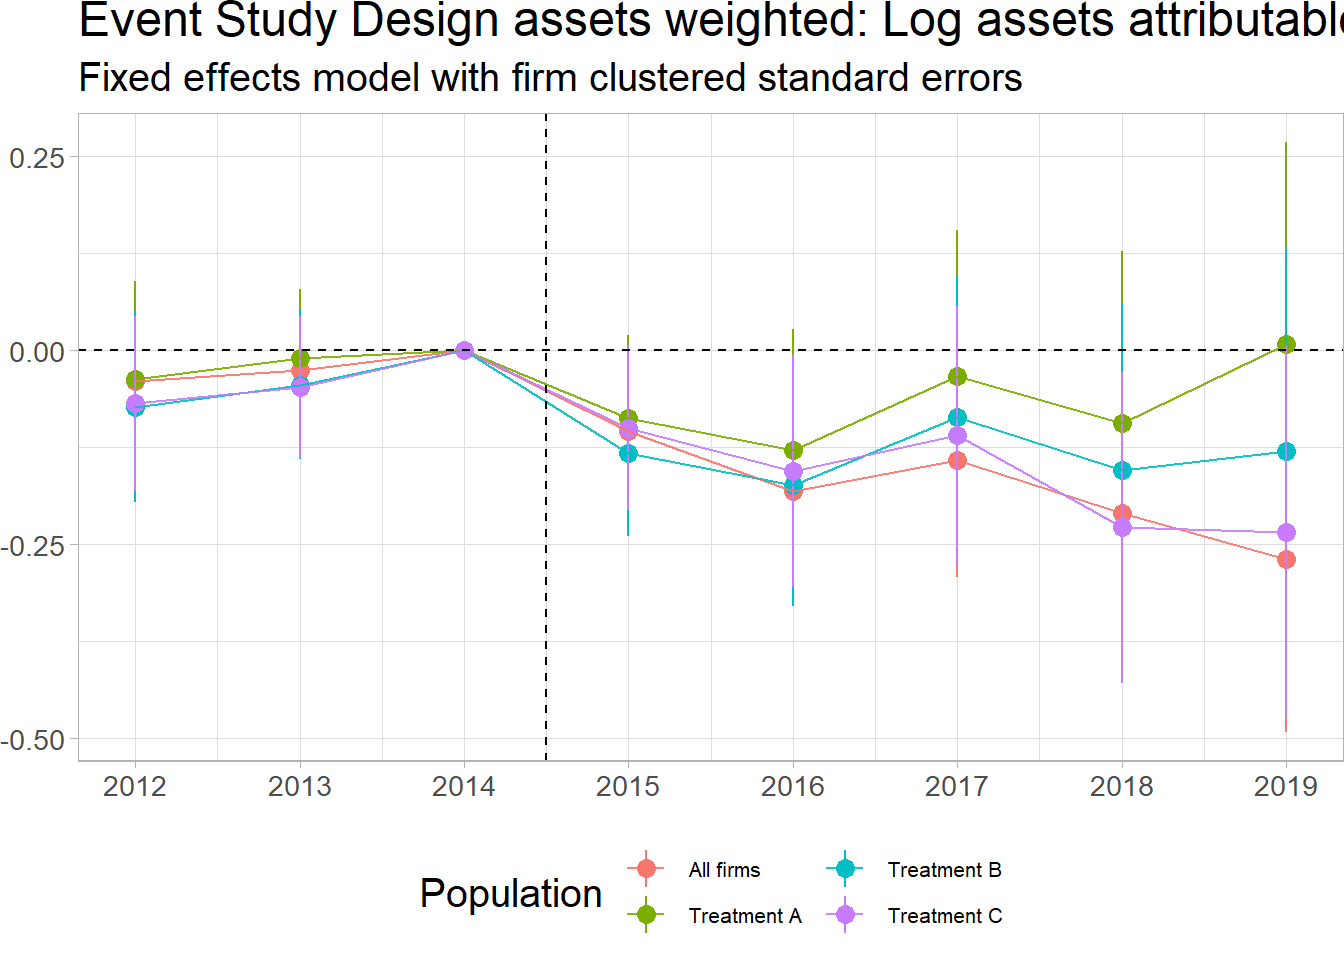 Event Study Design assets weighted: Log assets attributable
Fixed effects model with firm clustered standard errors
0.25
0.00
-0.25
-0.50
2012 2013 2014 2015 2016 2017 2018 2019
Population
All firms
Treatment B
Treatment A
Treatment C